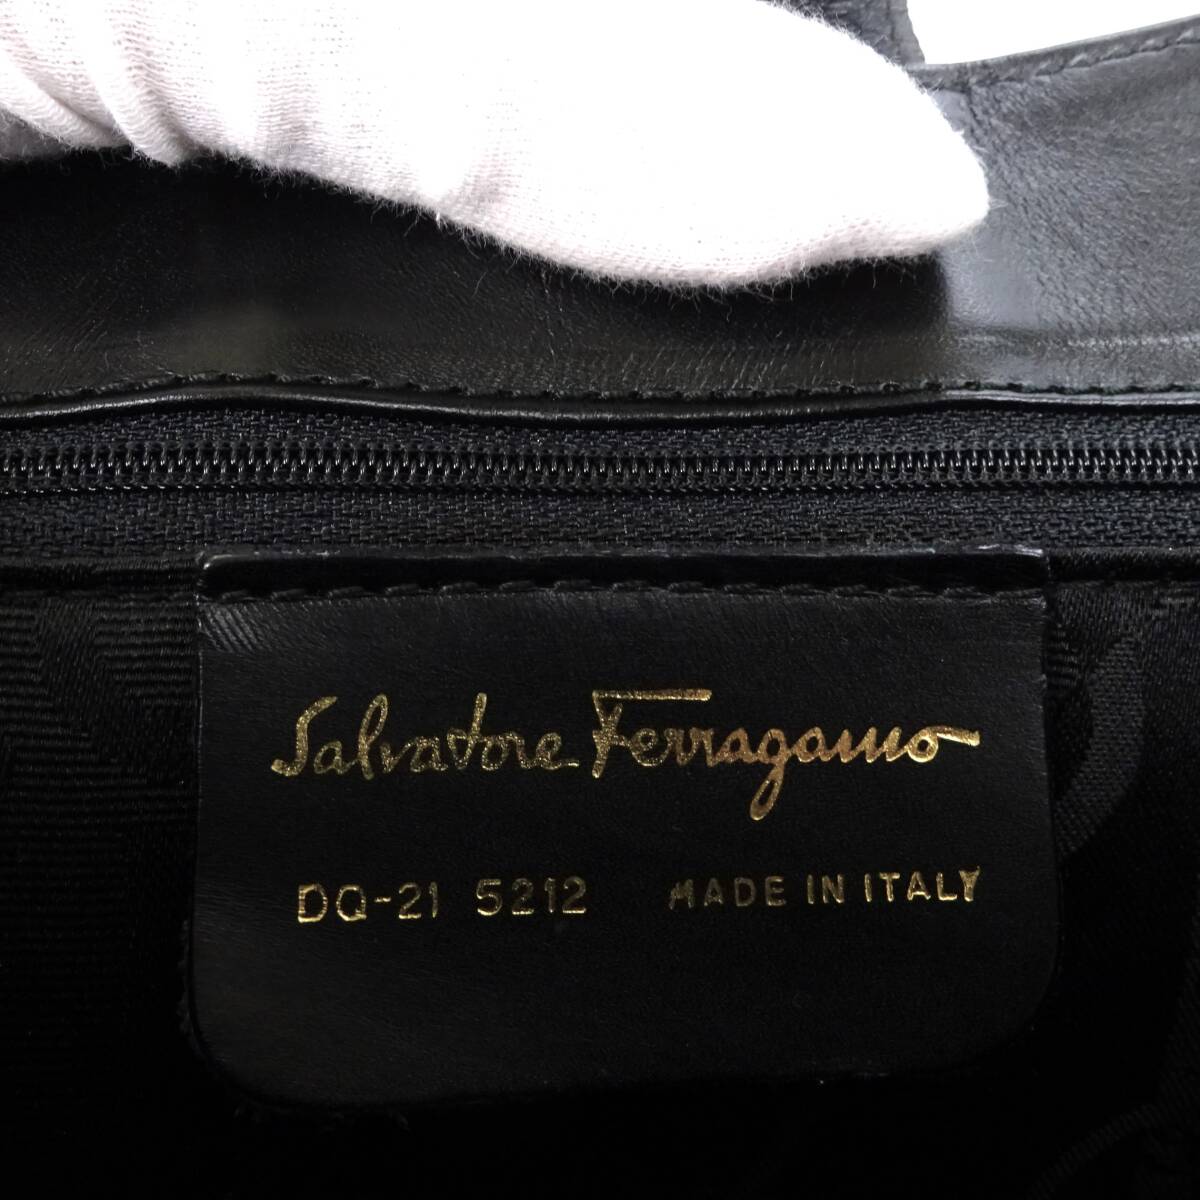 Salvatore Ferragamo
DQ-21 5212 MADE IN ITALY